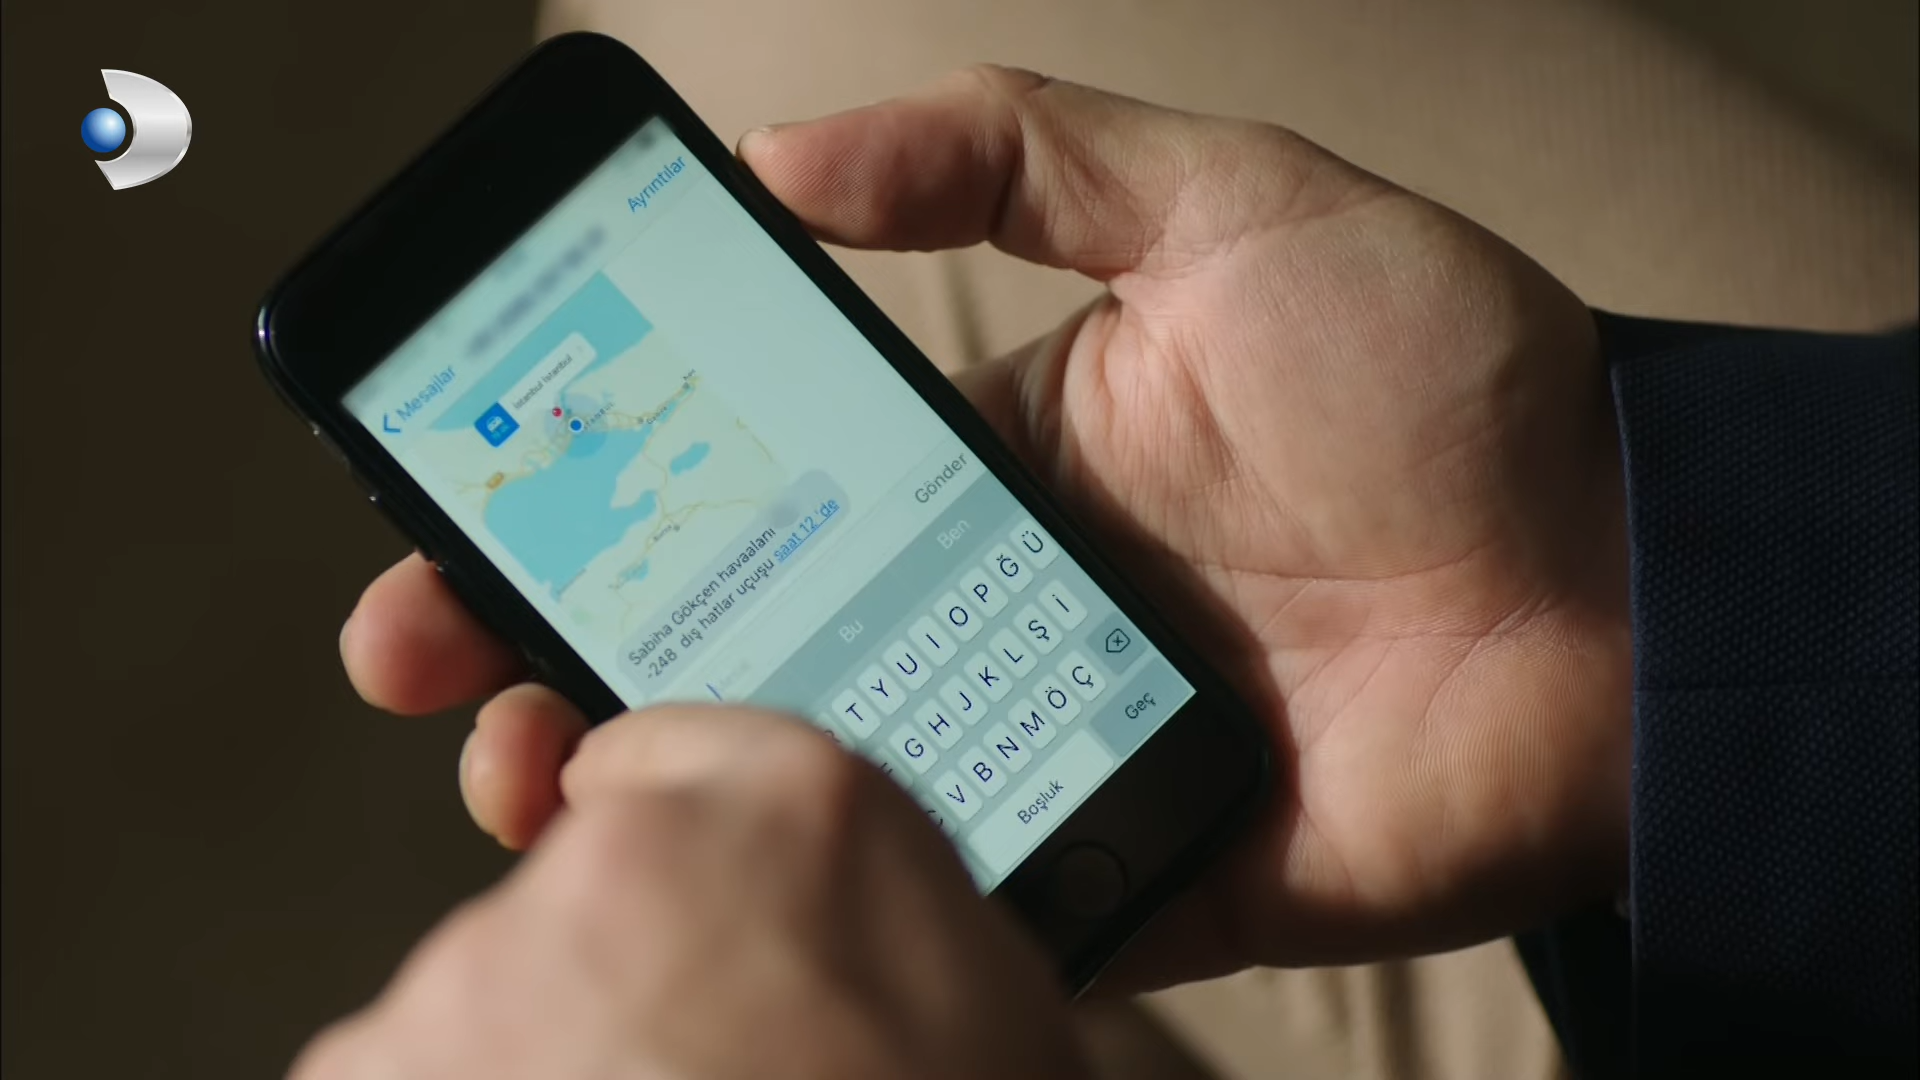 Ayrıntılar
Mesajlar
İstanbul İstanbul
Sabiha Gökçen havaalanı
-248 dış hatlar uçuşu saat 12 'de
Gönder
Bu
Ben
T Y U I O P Ğ Ü
G H J K L Ş İ
V B N M Ö Ç
Boşluk
Geç